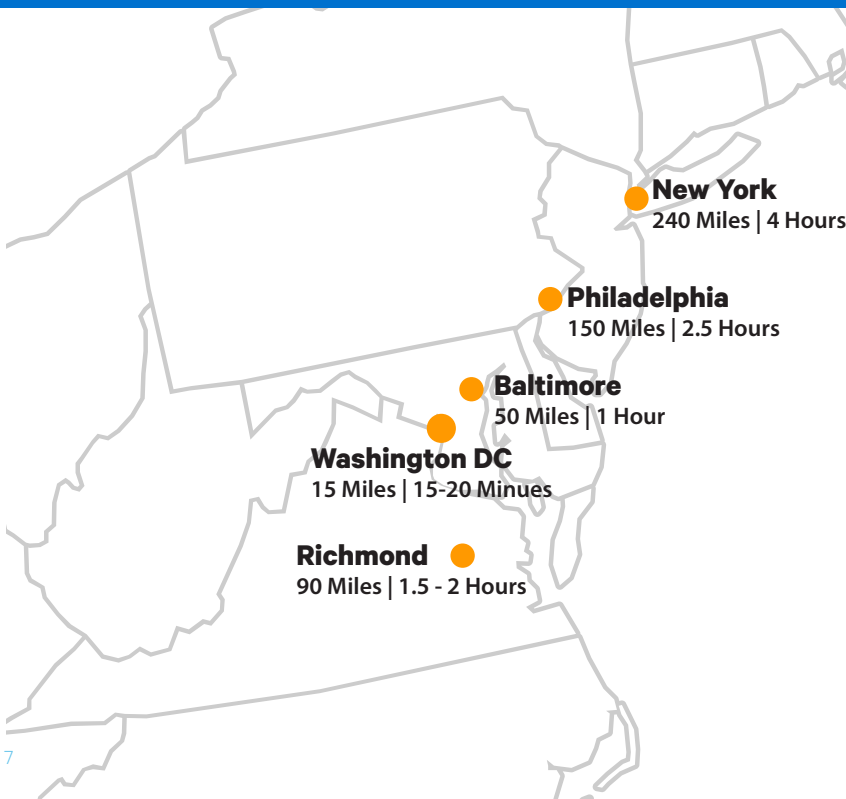 New York
240 Miles | 4 Hours
Philadelphia
150 Miles | 2.5 Hours
Baltimore
50 Miles | 1 Hour
Washington DC
15 Miles | 15-20 Minues
Richmond
90 Miles | 1.5 - 2 Hours
7